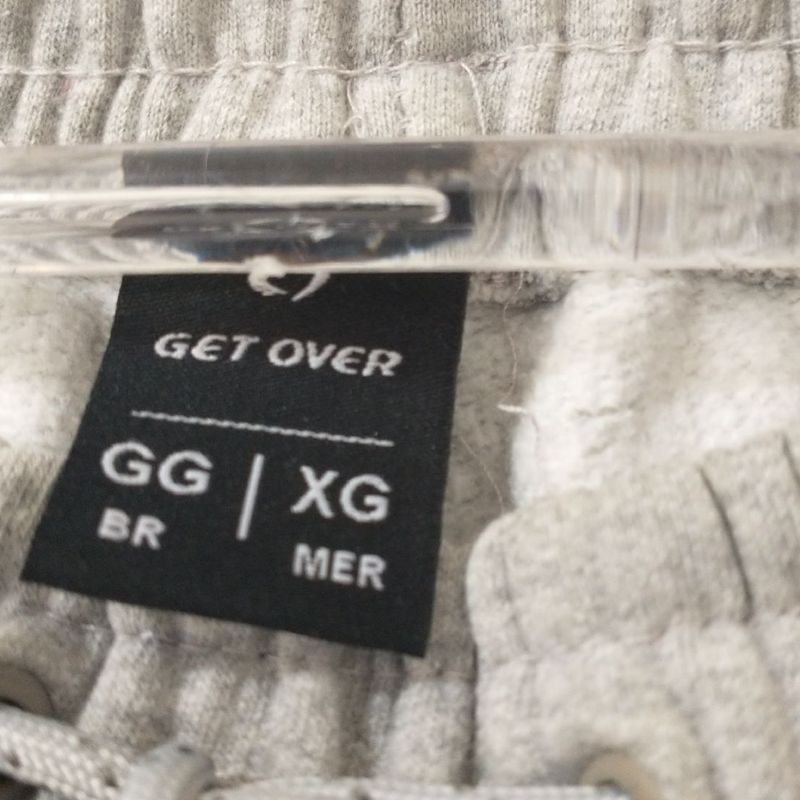 GET OVER
GG | XG
BR MER